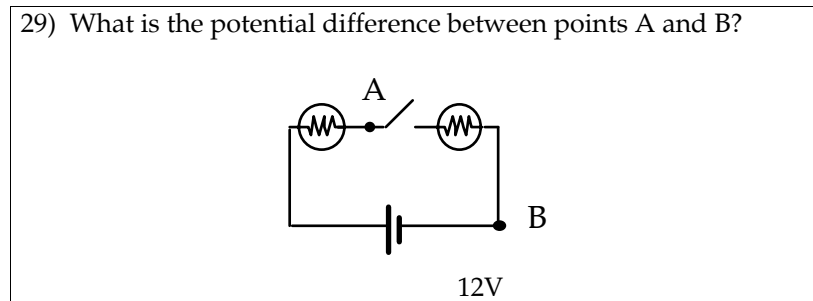 29) What is the potential difference between points A and B?
A
B
12V